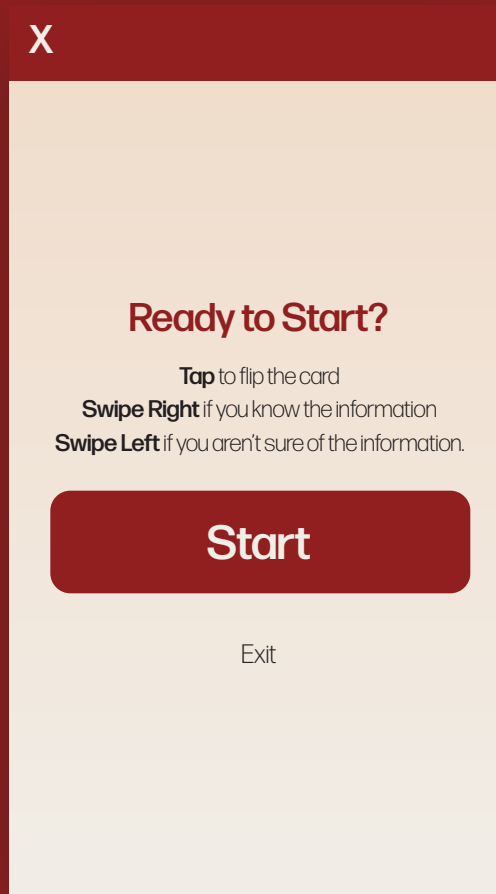 X
Ready to Start?
Tap to flip the card
Swipe Right if you know the information
Swipe Left if you aren't sure of the information.
Start
Exit